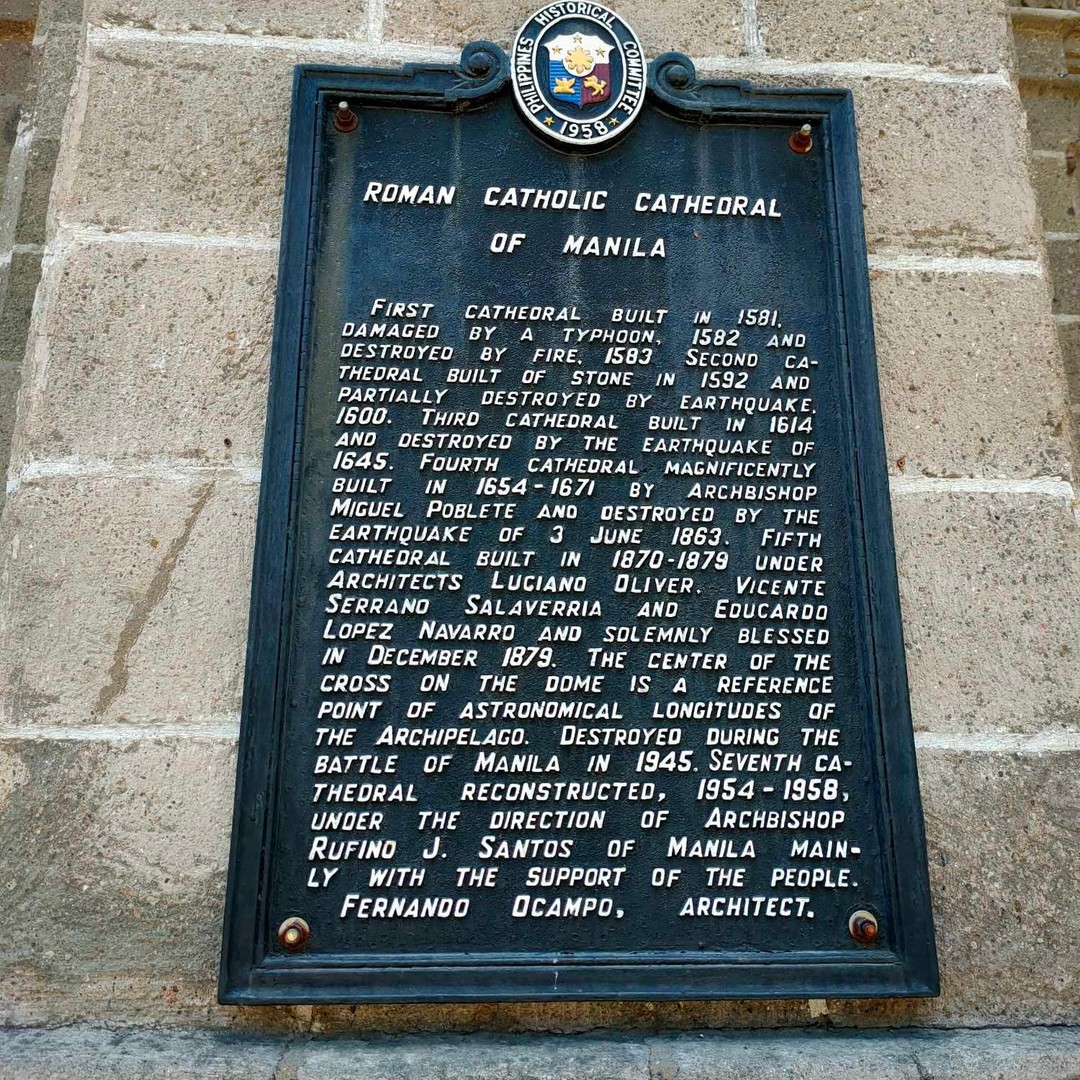 PHILIPPINES HISTORICAL COMMITTEE
1958
ROMAN CATHOLIC CATHEDRAL
OF MANILA
FIRST CATHEDRAL BUILT IN 1581,
DAMAGED BY A TYPHOON, 1582 AND
DESTROYED BY FIRE, 1583 SECOND CA-
THEDRAL BUILT OF STONE IN 1592 AND
PARTIALLY DESTROYED BY EARTHQUAKE,
1600. THIRD CATHEDRAL BUILT IN 1614
AND DESTROYED BY THE EARTHQUAKE OF
1645. FOURTH CATHEDRAL MAGNIFICENTLY
BUILT IN 1654-1671 BY ARCHBISHOP
MIGUEL POBLETE AND DESTROYED BY THE
EARTHQUAKE OF 3 JUNE 1863. FIFTH
CATHEDRAL BUILT IN 1870-1879 UNDER
ARCHITECTS LUCIANO OLIVER, VICENTE
SERRANO SALAVERRIA AND EDUCARDO
LOPEZ NAVARRO AND SOLEMNLY BLESSED
IN DECEMBER 1879. THE CENTER OF THE
CROSS ON THE DOME IS A REFERENCE
POINT OF ASTRONOMICAL LONGITUDES OF
THE ARCHIPELAGO. DESTROYED DURING THE
BATTLE OF MANILA IN 1945. SEVENTH CA-
THEDRAL RECONSTRUCTED, 1954-1958,
UNDER THE DIRECTION OF ARCHBISHOP
RUFINO J. SANTOS OF MANILA MAIN-
LY WITH THE SUPPORT OF THE PEOPLE.
FERNANDO OCAMPO, ARCHITECT.